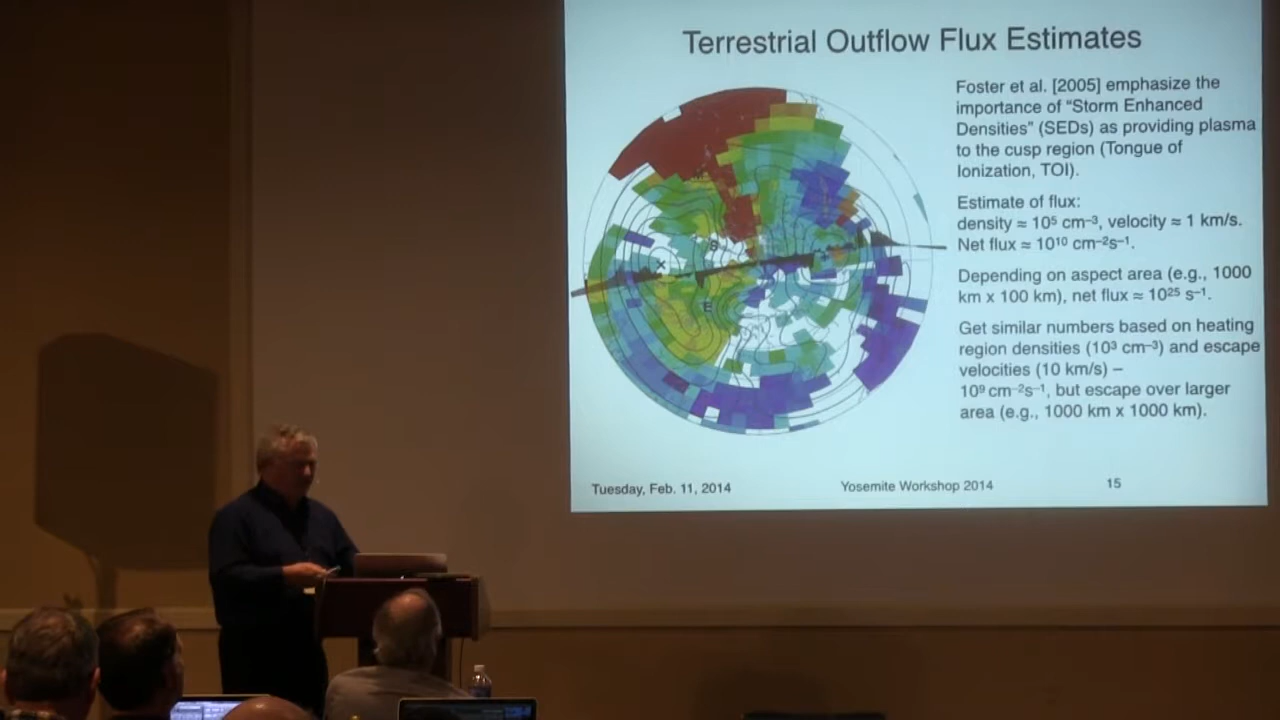 Terrestrial Outflow Flux Estimates
Foster et al. [2005] emphasize the
importance of “Storm Enhanced
Densities” (SEDs) as providing plasma
to the cusp region (Tongue of
Ionization, TOI).
Estimate of flux:
density ≈ 10⁵ cm⁻³, velocity ≈ 1 km/s.
Net flux ≈ 10¹⁰ cm⁻²s⁻¹.
Depending on aspect area (e.g., 1000
km x 100 km), net flux ≈ 10²⁵ s⁻¹.
Get similar numbers based on heating
region densities (10³ cm⁻³) and escape
velocities (10 km/s) –
10⁹ cm⁻²s⁻¹, but escape over larger
area (e.g., 1000 km x 1000 km).
Tuesday, Feb. 11, 2014
Yosemite Workshop 2014
15